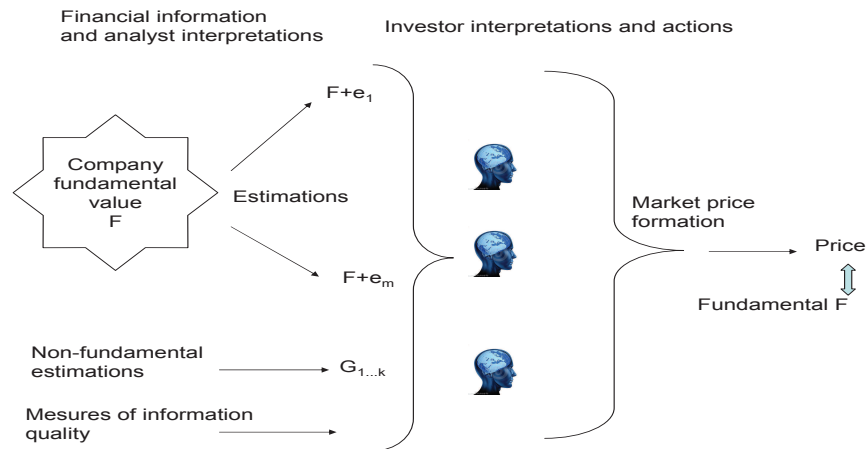 Financial information
and analyst interpretations
Investor interpretations and actions
F+e₁
Company
fundamental
value
F
Estimations
Market price
formation
Price
F+eₘ
Fundamental F
Non-fundamental
estimations
G₁...ₖ
Mesures of information
quality